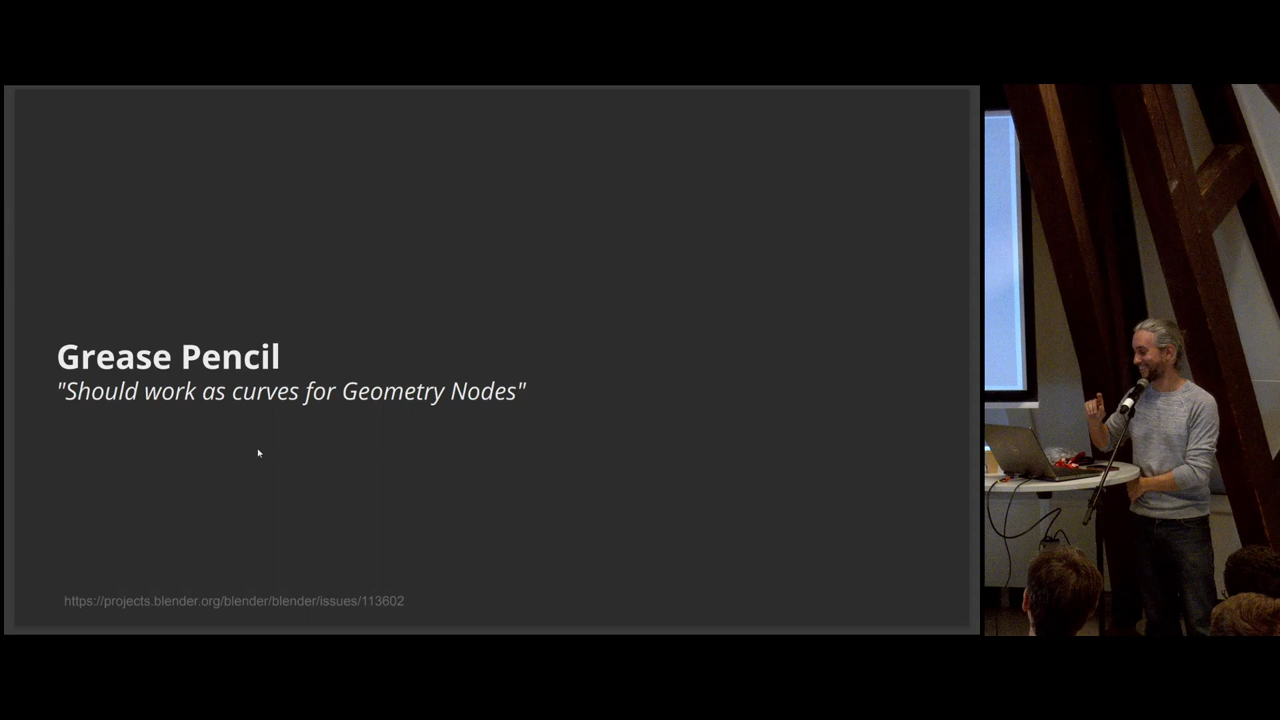 Grease Pencil
"Should work as curves for Geometry Nodes"
https://projects.blender.org/blender/blender/issues/113602